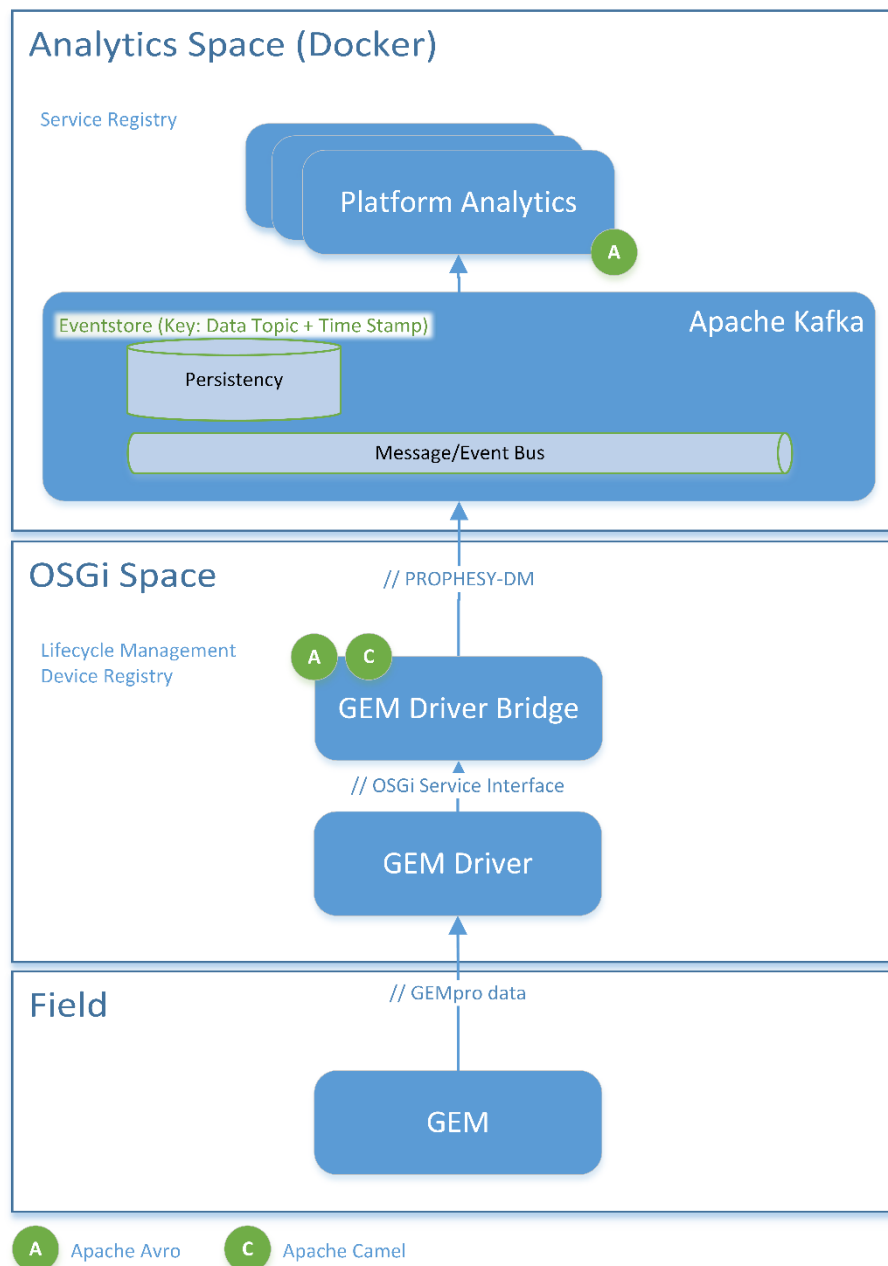 Analytics Space (Docker)
Service Registry
Platform Analytics
A
Eventstore (Key: Data Topic + Time Stamp)
Apache Kafka
Persistency
Message/Event Bus
OSGi Space
// PROPHESY-DM
Lifecycle Management
Device Registry
A
C
GEM Driver Bridge
// OSGi Service Interface
GEM Driver
Field
// GEMpro data
GEM
A Apache Avro
C Apache Camel